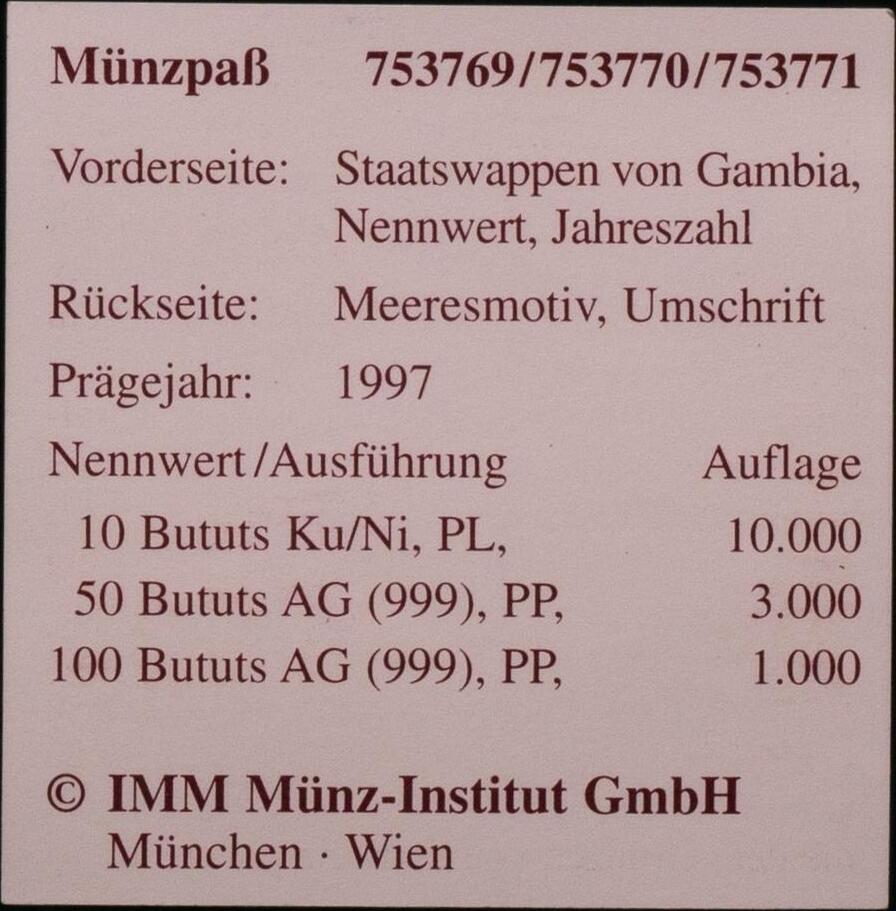 Münzpaß 753769/753770/753771
Vorderseite: Staatswappen von Gambia,
Nennwert, Jahreszahl
Rückseite: Meeresmotiv, Umschrift
Prägejahr: 1997
Nennwert/Ausführung Auflage
10 Bututs Ku/Ni, PL, 10.000
50 Bututs AG (999), PP, 3.000
100 Bututs AG (999), PP, 1.000
© IMM Münz-Institut GmbH
München · Wien